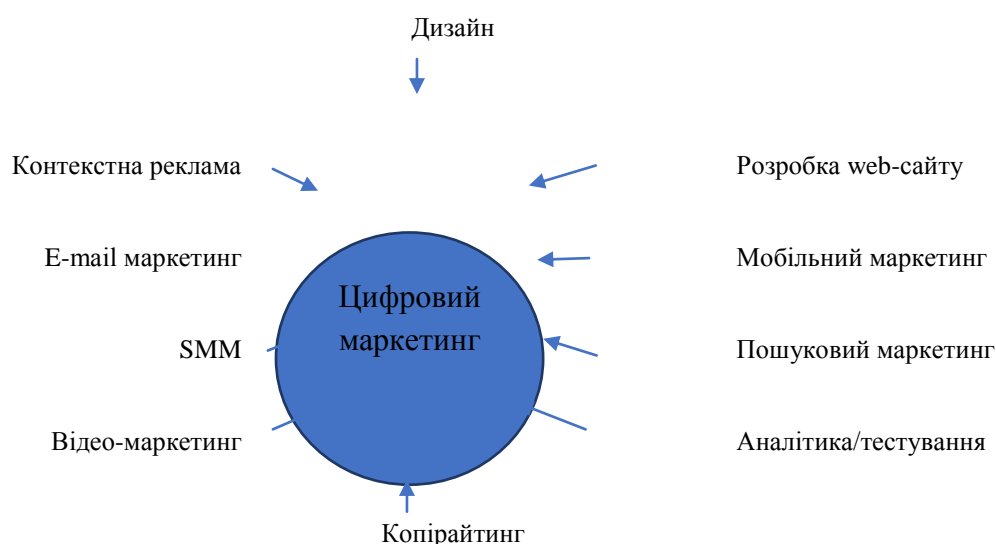 Дизайн
Контекстна реклама
Розробка web-сайту
E-mail маркетинг
Мобільний маркетинг
Цифровий
маркетинг
SMM
Пошуковий маркетинг
Відео-маркетинг
Аналітика/тестування
Копірайтинг